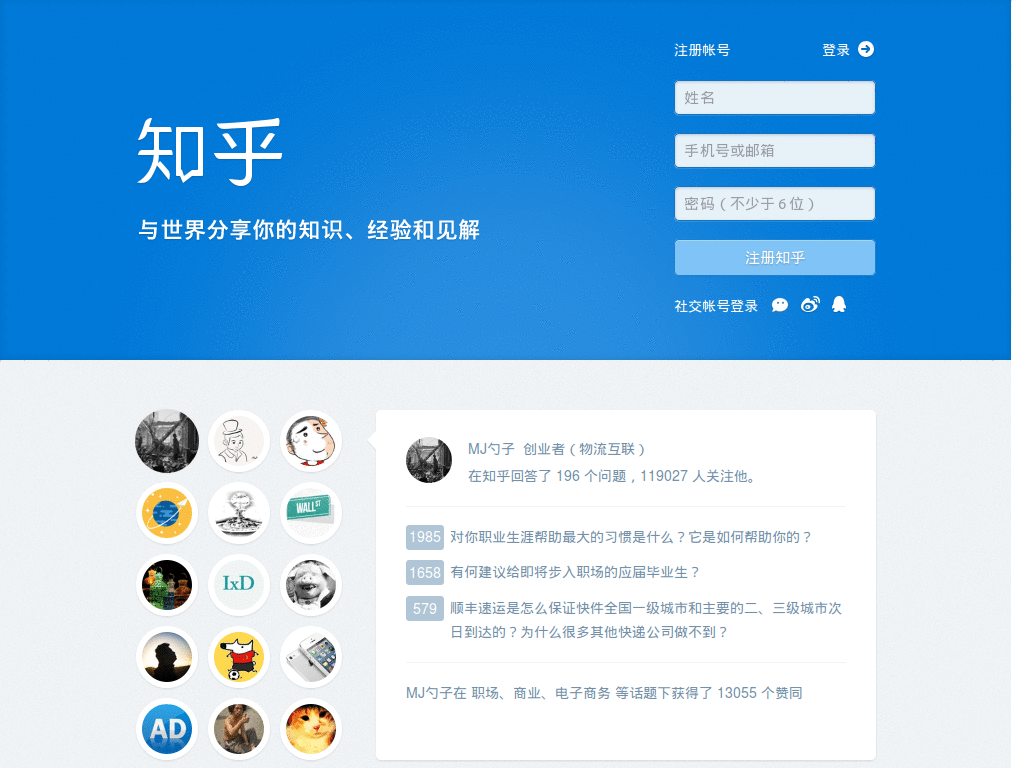 注册帐号
登录
姓名
手机号或邮箱
密码（不少于 6 位）
注册知乎
社交帐号登录
知乎
与世界分享你的知识、经验和见解
WALL ST
IxD
AD
MJ勺子 创业者（物流互联）
在知乎回答了 196 个问题，119027 人关注他。
1985 对你职业生涯帮助最大的习惯是什么？它是如何帮助你的？
1658 有何建议给即将步入职场的应届毕业生？
579 顺丰速运是怎么保证快件全国一级城市和主要的二、三级城市次
日到达的？为什么很多其他快递公司做不到？
MJ勺子在 职场、商业、电子商务 等话题下获得了 13055 个赞同